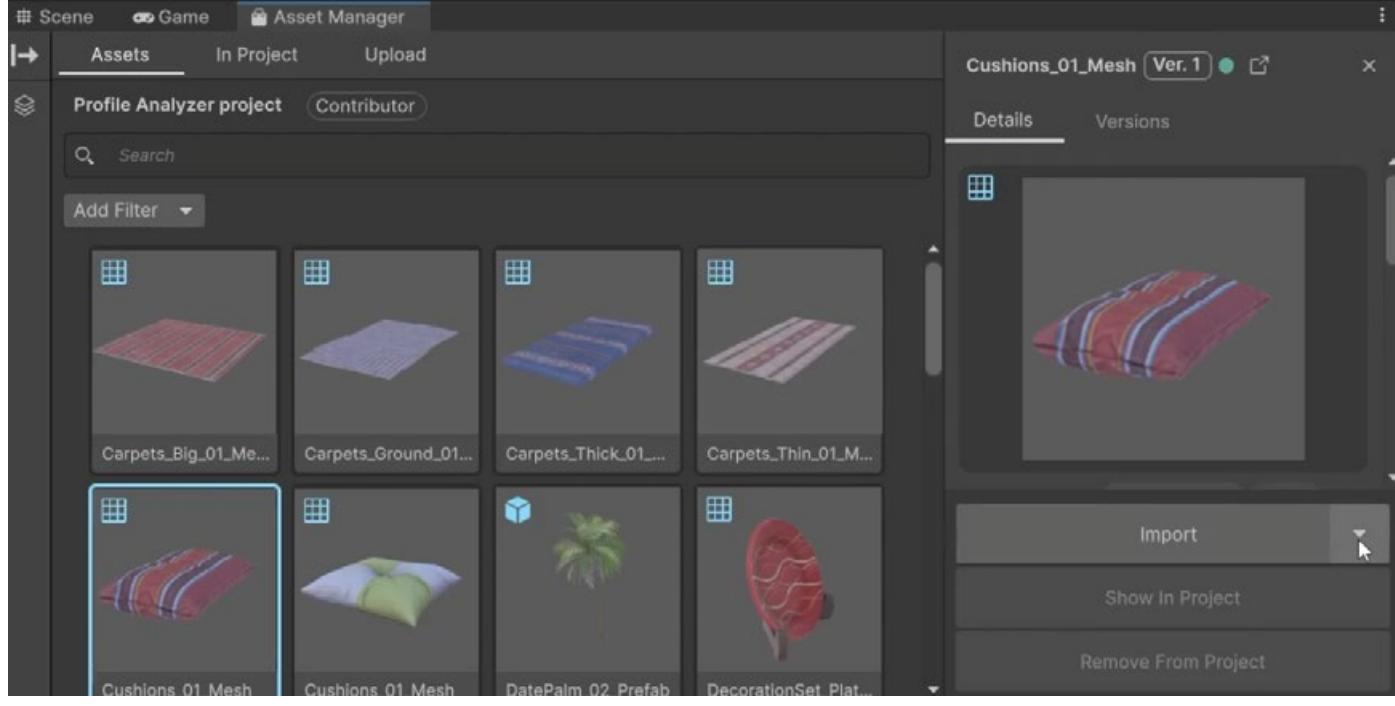 Scene Game Asset Manager
Assets In Project Upload
Profile Analyzer project Contributor
Search
Add Filter
Carpets_Big_01_Me... Carpets_Ground_01... Carpets_Thick_01_... Carpets_Thin_01_M...
Cushions_01_Mesh Cushions_01_Mesh DatePalm_02_Prefab DecorationSet_Plat...
Cushions_01_Mesh Ver. 1
Details Versions
Import
Show In Project
Remove From Project